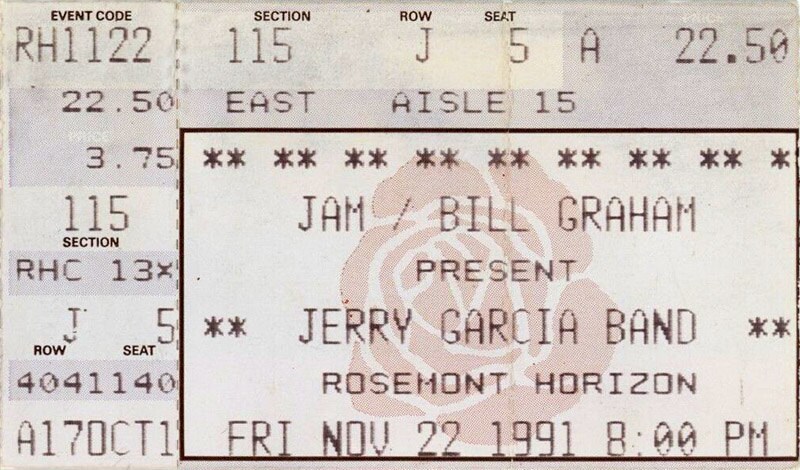 EVENT CODE SECTION ROW SEAT PRICE
RH1122 115 J 5 A 22.50
22.50 EAST AISLE 15
PRICE
3.75
** ** ** ** ** ** ** ** *
115
JAM / BILL GRAHAM
SECTION
RHC 13X
PRESENT
J 5
** JERRY GARCIA BAND **
ROW SEAT
4041140
ROSEMONT HORIZON
A17OCT1
FRI NOV 22 1991 8:00 PM